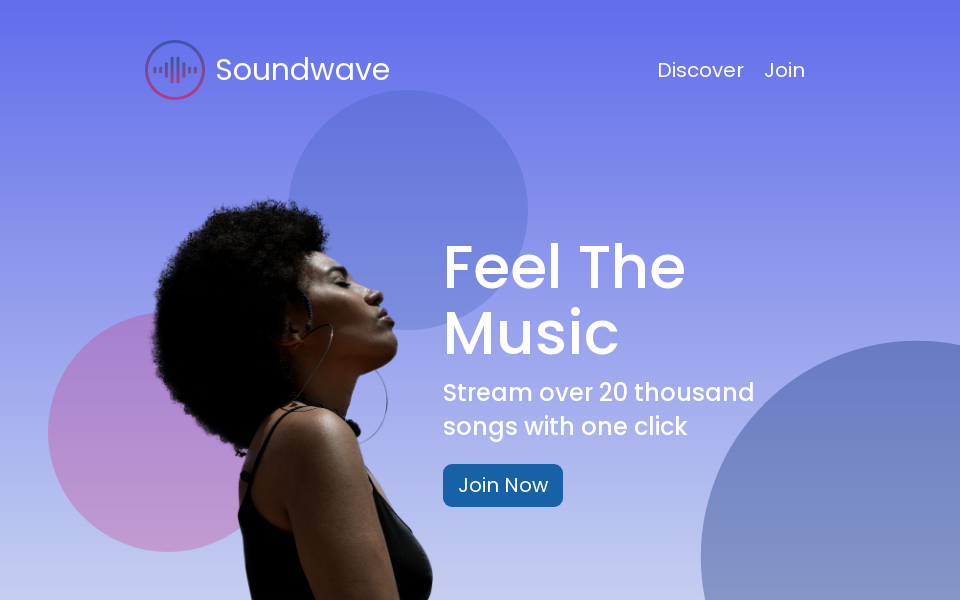 Soundwave
Discover
Join
Feel The
Music
Stream over 20 thousand
songs with one click
Join Now